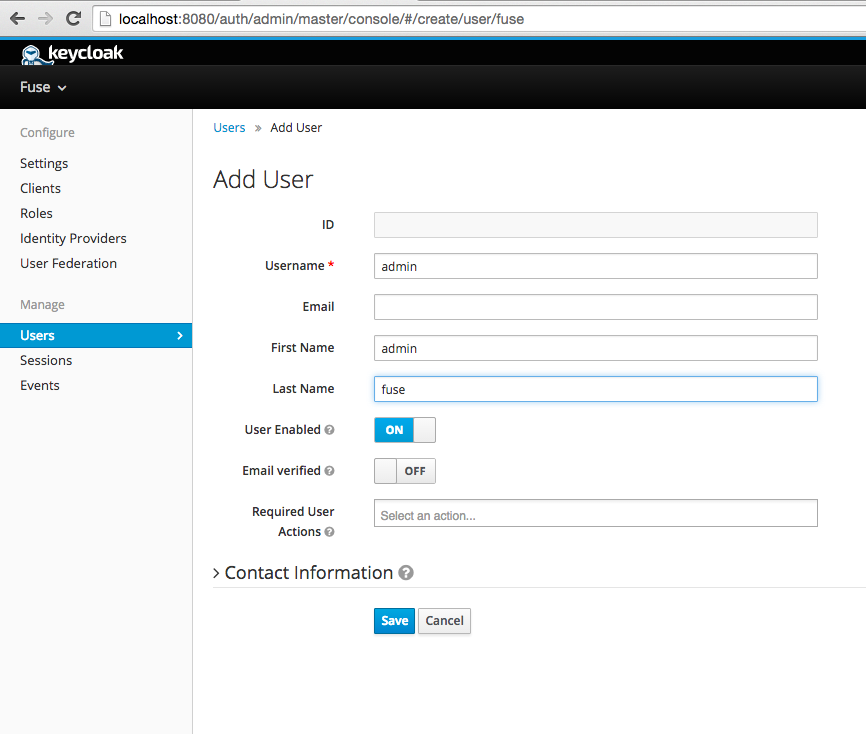 localhost:8080/auth/admin/master/console/#/create/user/fuse
keycloak
Fuse
Configure
Settings
Clients
Roles
Identity Providers
User Federation
Manage
Users
Sessions
Events
Users » Add User
Add User
ID
Username * admin
Email
First Name admin
Last Name fuse
User Enabled ? ON
Email verified ? OFF
Required User
Actions ? Select an action...
> Contact Information ?
Save Cancel